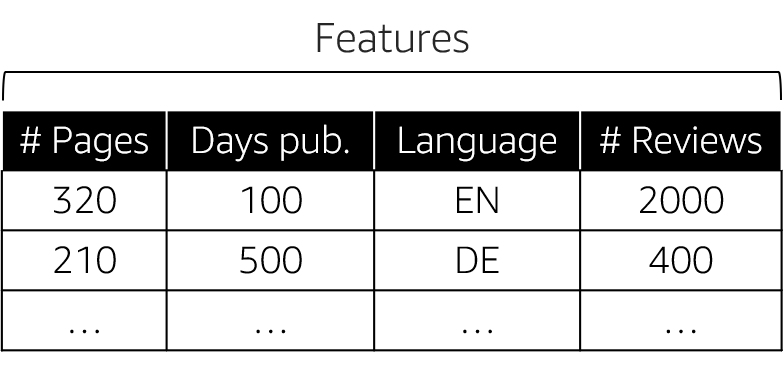 Features
# Pages Days pub. Language # Reviews
320 100 EN 2000
210 500 DE 400
... ... ... ...